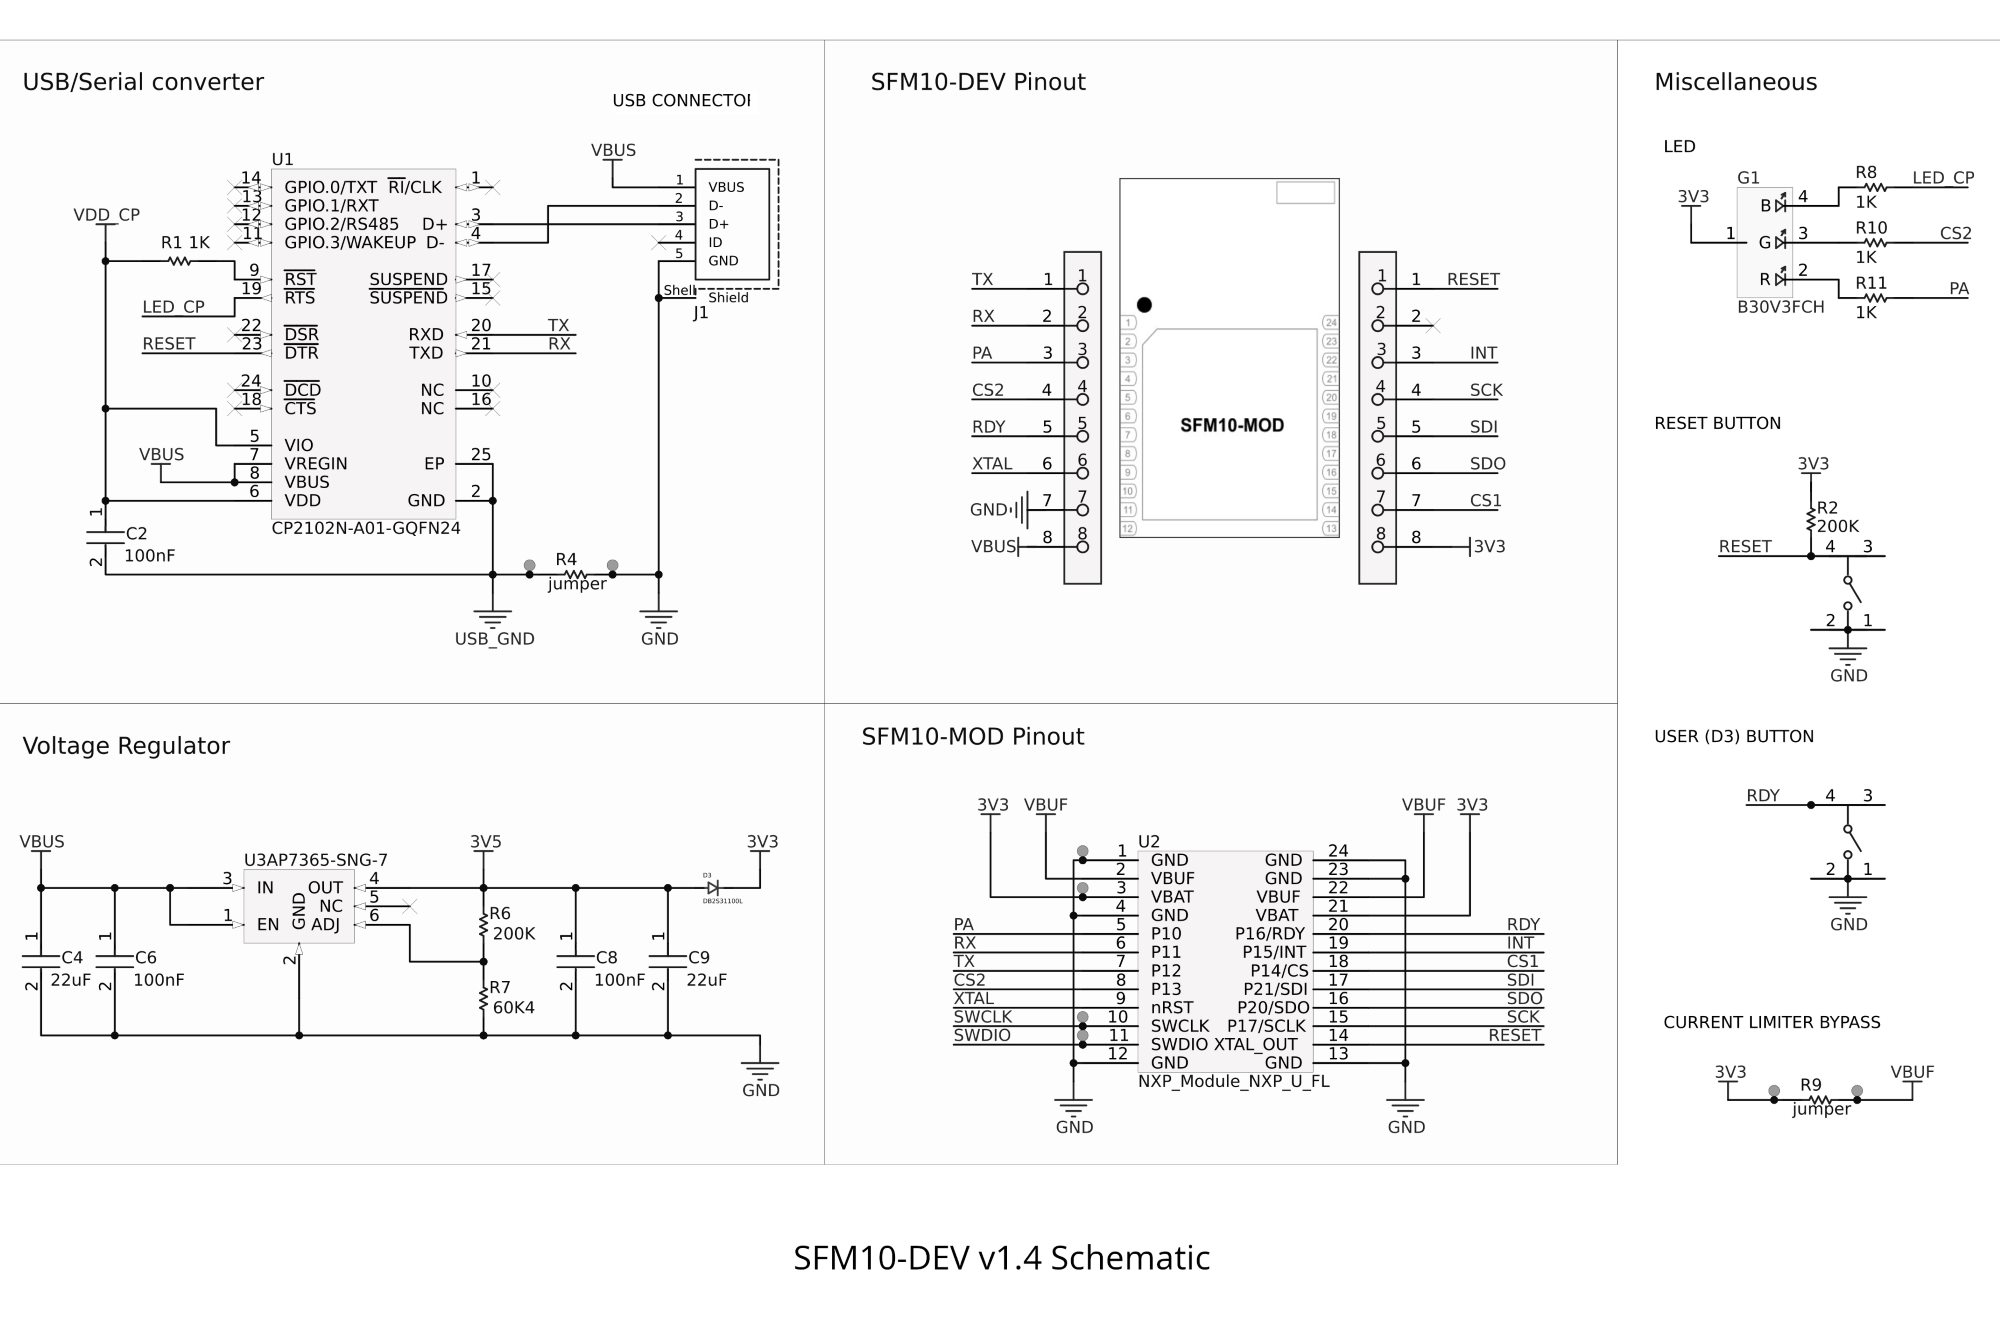 USB/Serial converter
USB CONNECTOR
U1
14 GPIO.0/TXT RI/CLK 1
13 GPIO.1/RXT
12 GPIO.2/RS485 D+ 3
11 GPIO.3/WAKEUP D- 4
VDD_CP
R1 1K
9 RST SUSPEND 17
19 RTS SUSPEND 15
LED_CP
22 DSR RXD 20 TX
RESET 23 DTR TXD 21 RX
24 DCD NC 10
18 CTS NC 16
5 VIO
VBUS 7 VREGIN EP 25
8 VBUS
6 VDD GND 2
CP2102N-A01-GQFN24
1
C2
100nF
2
VBUS
1 VBUS
2 D-
3 D+
4 ID
5 GND
Shell Shield
J1
R4
jumper
USB_GND
GND
SFM10-DEV Pinout
TX 1 1
RX 2 2
PA 3 3
CS2 4 4
RDY 5 5
XTAL 6 6
GND 7 7
VBUS 8 8
1 24
2 23
3 22
4 21
5 20
6 19
7 18
8 17
9 16
10 15
11 14
12 13
SFM10-MOD
1 1 RESET
2 2
3 3 INT
4 4 SCK
5 5 SDI
6 6 SDO
7 7 CS1
8 8 3V3
Miscellaneous
LED
G1
3V3
1
B 4 R8 1K LED_CP
G 3 R10 1K CS2
R 2 R11 1K PA
B30V3FCH
RESET BUTTON
3V3
R2
200K
RESET 4 3
2 1
GND
USER (D3) BUTTON
RDY 4 3
2 1
GND
CURRENT LIMITER BYPASS
3V3 R9 VBUF
jumper
Voltage Regulator
VBUS
U3AP7365-SNG-7
3V5
3V3
3 IN OUT 4
NC 5
1 EN GND ADJ 6
2
D3
DB2S31100L
R6
200K
R7
60K4
1 C4 22uF 2
1 C6 100nF 2
1 C8 100nF 2
1 C9 22uF 2
GND
SFM10-MOD Pinout
3V3 VBUF VBUF 3V3
U2
1 GND GND 24
2 VBUF GND 23
3 VBAT VBUF 22
4 GND VBAT 21
PA 5 P10 P16/RDY 20 RDY
RX 6 P11 P15/INT 19 INT
TX 7 P12 P14/CS 18 CS1
CS2 8 P13 P21/SDI 17 SDI
XTAL 9 nRST P20/SDO 16 SDO
SWCLK 10 SWCLK P17/SCLK 15 SCK
SWDIO 11 SWDIO XTAL_OUT 14 RESET
12 GND GND 13
NXP_Module_NXP_U_FL
GND GND
SFM10-DEV v1.4 Schematic